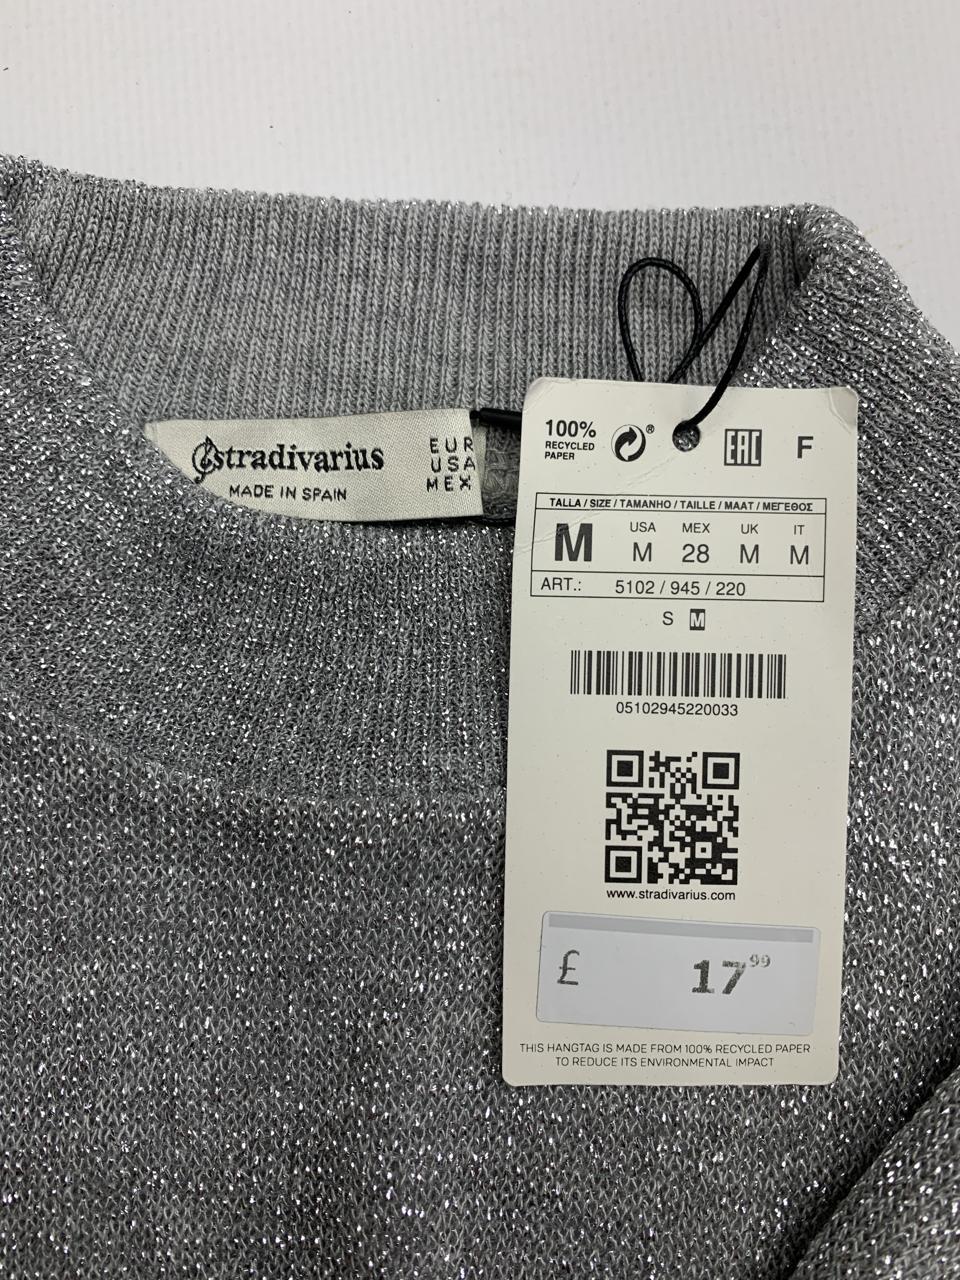 stradivarius
MADE IN SPAIN
EUR
USA
MEX
100%
RECYCLED
PAPER
®
EAC
F
TALLA / SIZE / TAMANHO / TAILLE / MAAT / ΜΕΓΕΘΟΣ
M
USA MEX UK IT
M 28 M M
ART.: 5102 / 945 / 220
S M
05102945220033
www.stradivarius.com
£ 17 99
THIS HANGTAG IS MADE FROM 100% RECYCLED PAPER
TO REDUCE ITS ENVIRONMENTAL IMPACT